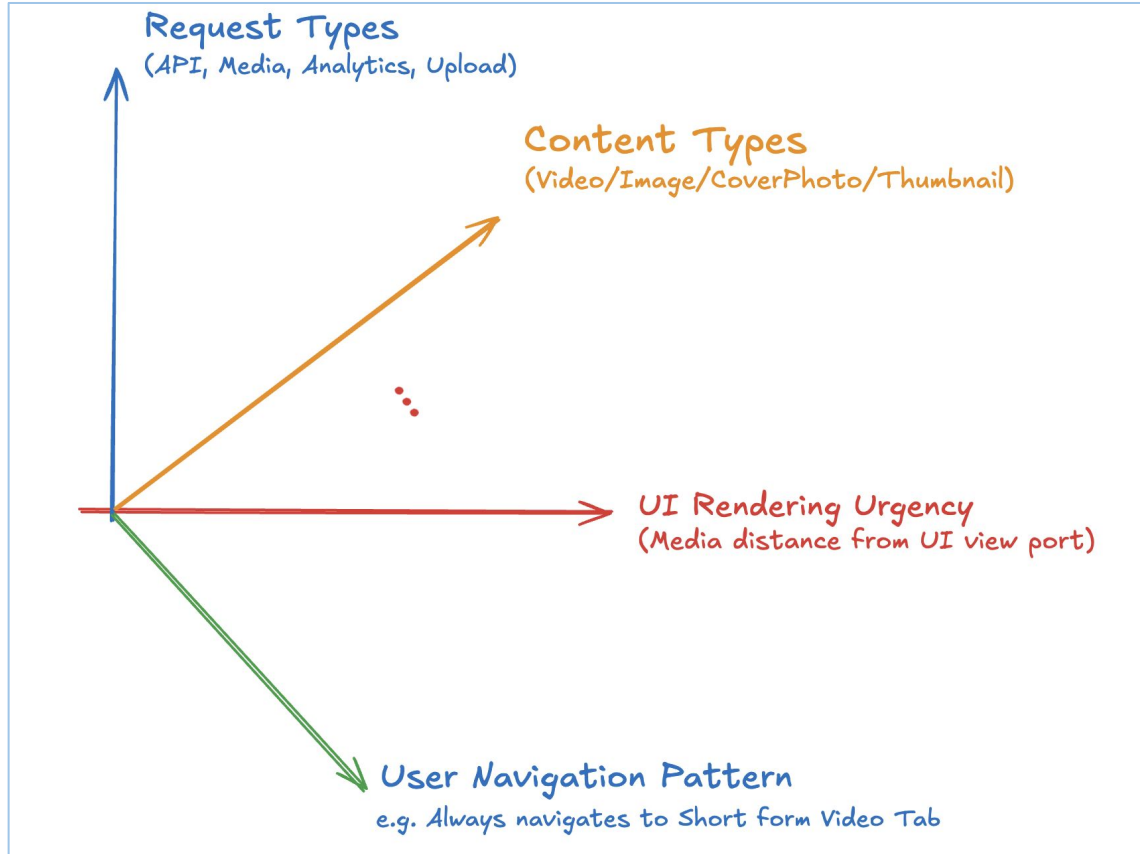 Request Types
(API, Media, Analytics, Upload)
Content Types
(Video/Image/CoverPhoto/Thumbnail)
UI Rendering Urgency
(Media distance from UI view port)
User Navigation Pattern
e.g. Always navigates to Short form Video Tab